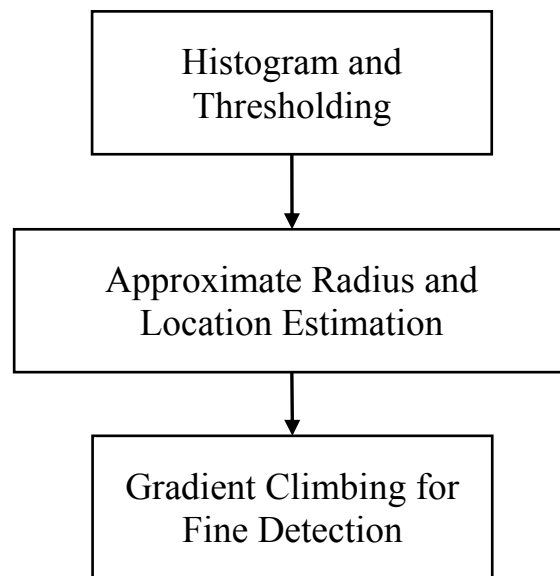 Histogram and
Thresholding
Approximate Radius and
Location Estimation
Gradient Climbing for
Fine Detection